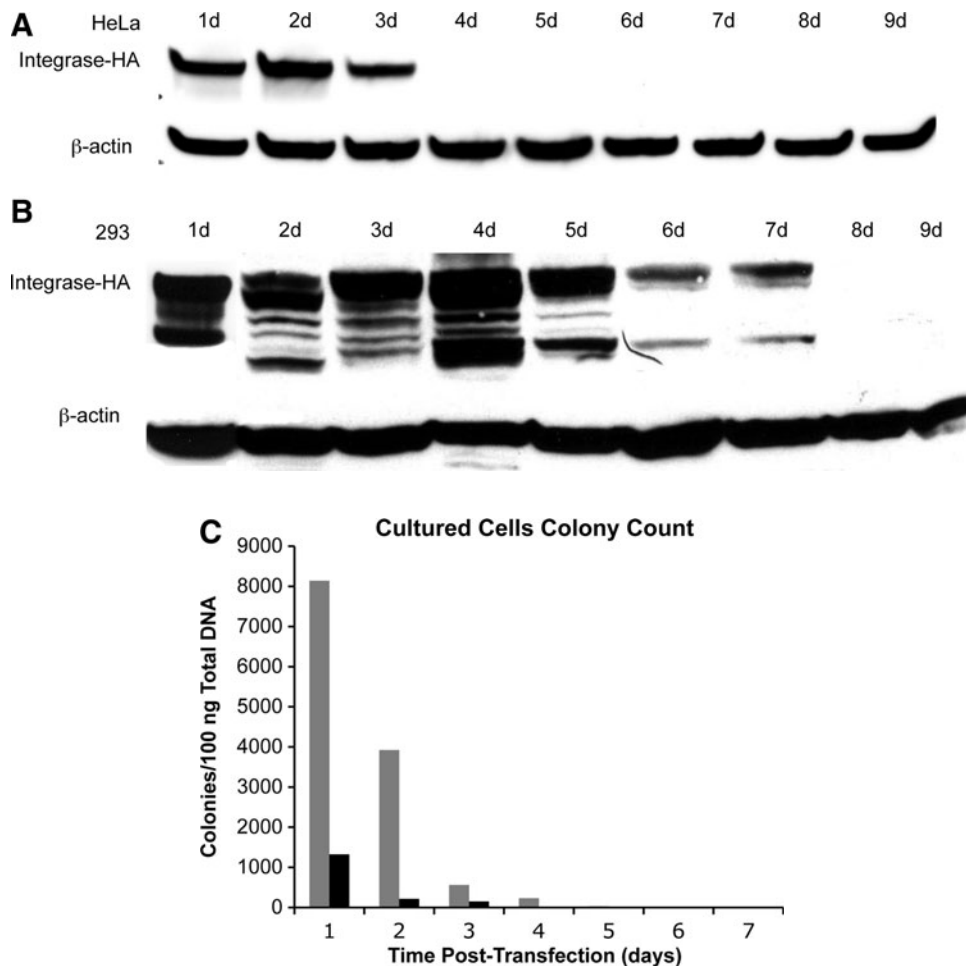 A
HeLa 1d 2d 3d 4d 5d 6d 7d 8d 9d
Integrase-HA
β-actin
B
293 1d 2d 3d 4d 5d 6d 7d 8d 9d
Integrase-HA
β-actin
C
Cultured Cells Colony Count
Colonies/100 ng Total DNA
9000
8000
7000
6000
5000
4000
3000
2000
1000
0
1 2 3 4 5 6 7
Time Post-Transfection (days)